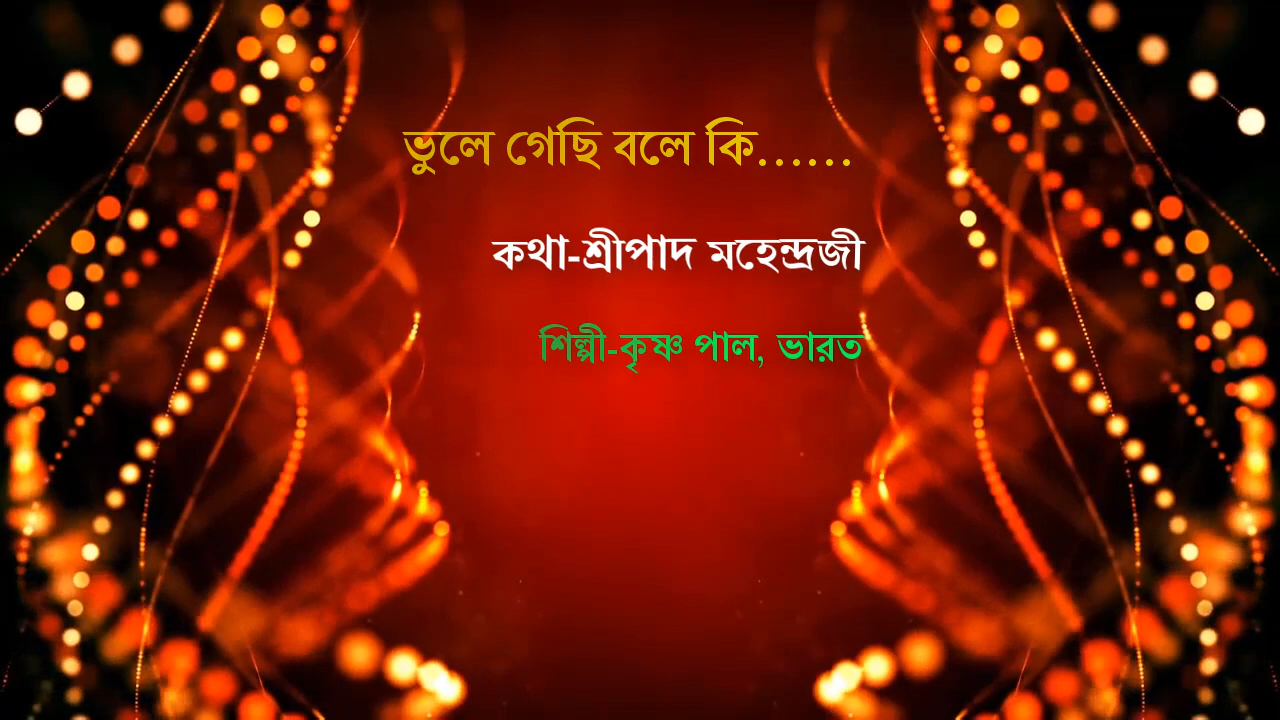 ভুলে গেছি বলে কি......
কথা-শ্রীপাদ মহেন্দ্রজী
শিল্পী-কৃষ্ণ পাল, ভারত